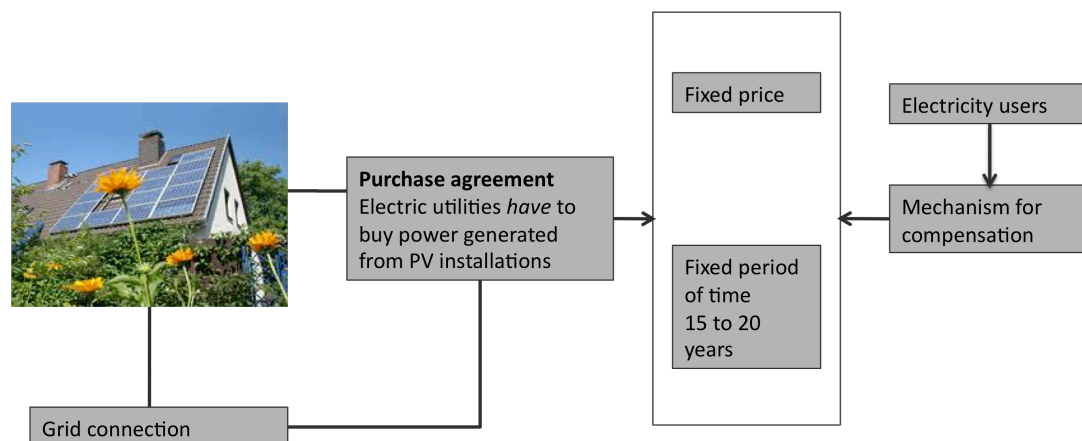 Purchase agreement
Electric utilities have to
buy power generated
from PV installations
Grid connection
Fixed price
Fixed period
of time
15 to 20
years
Electricity users
Mechanism for
compensation